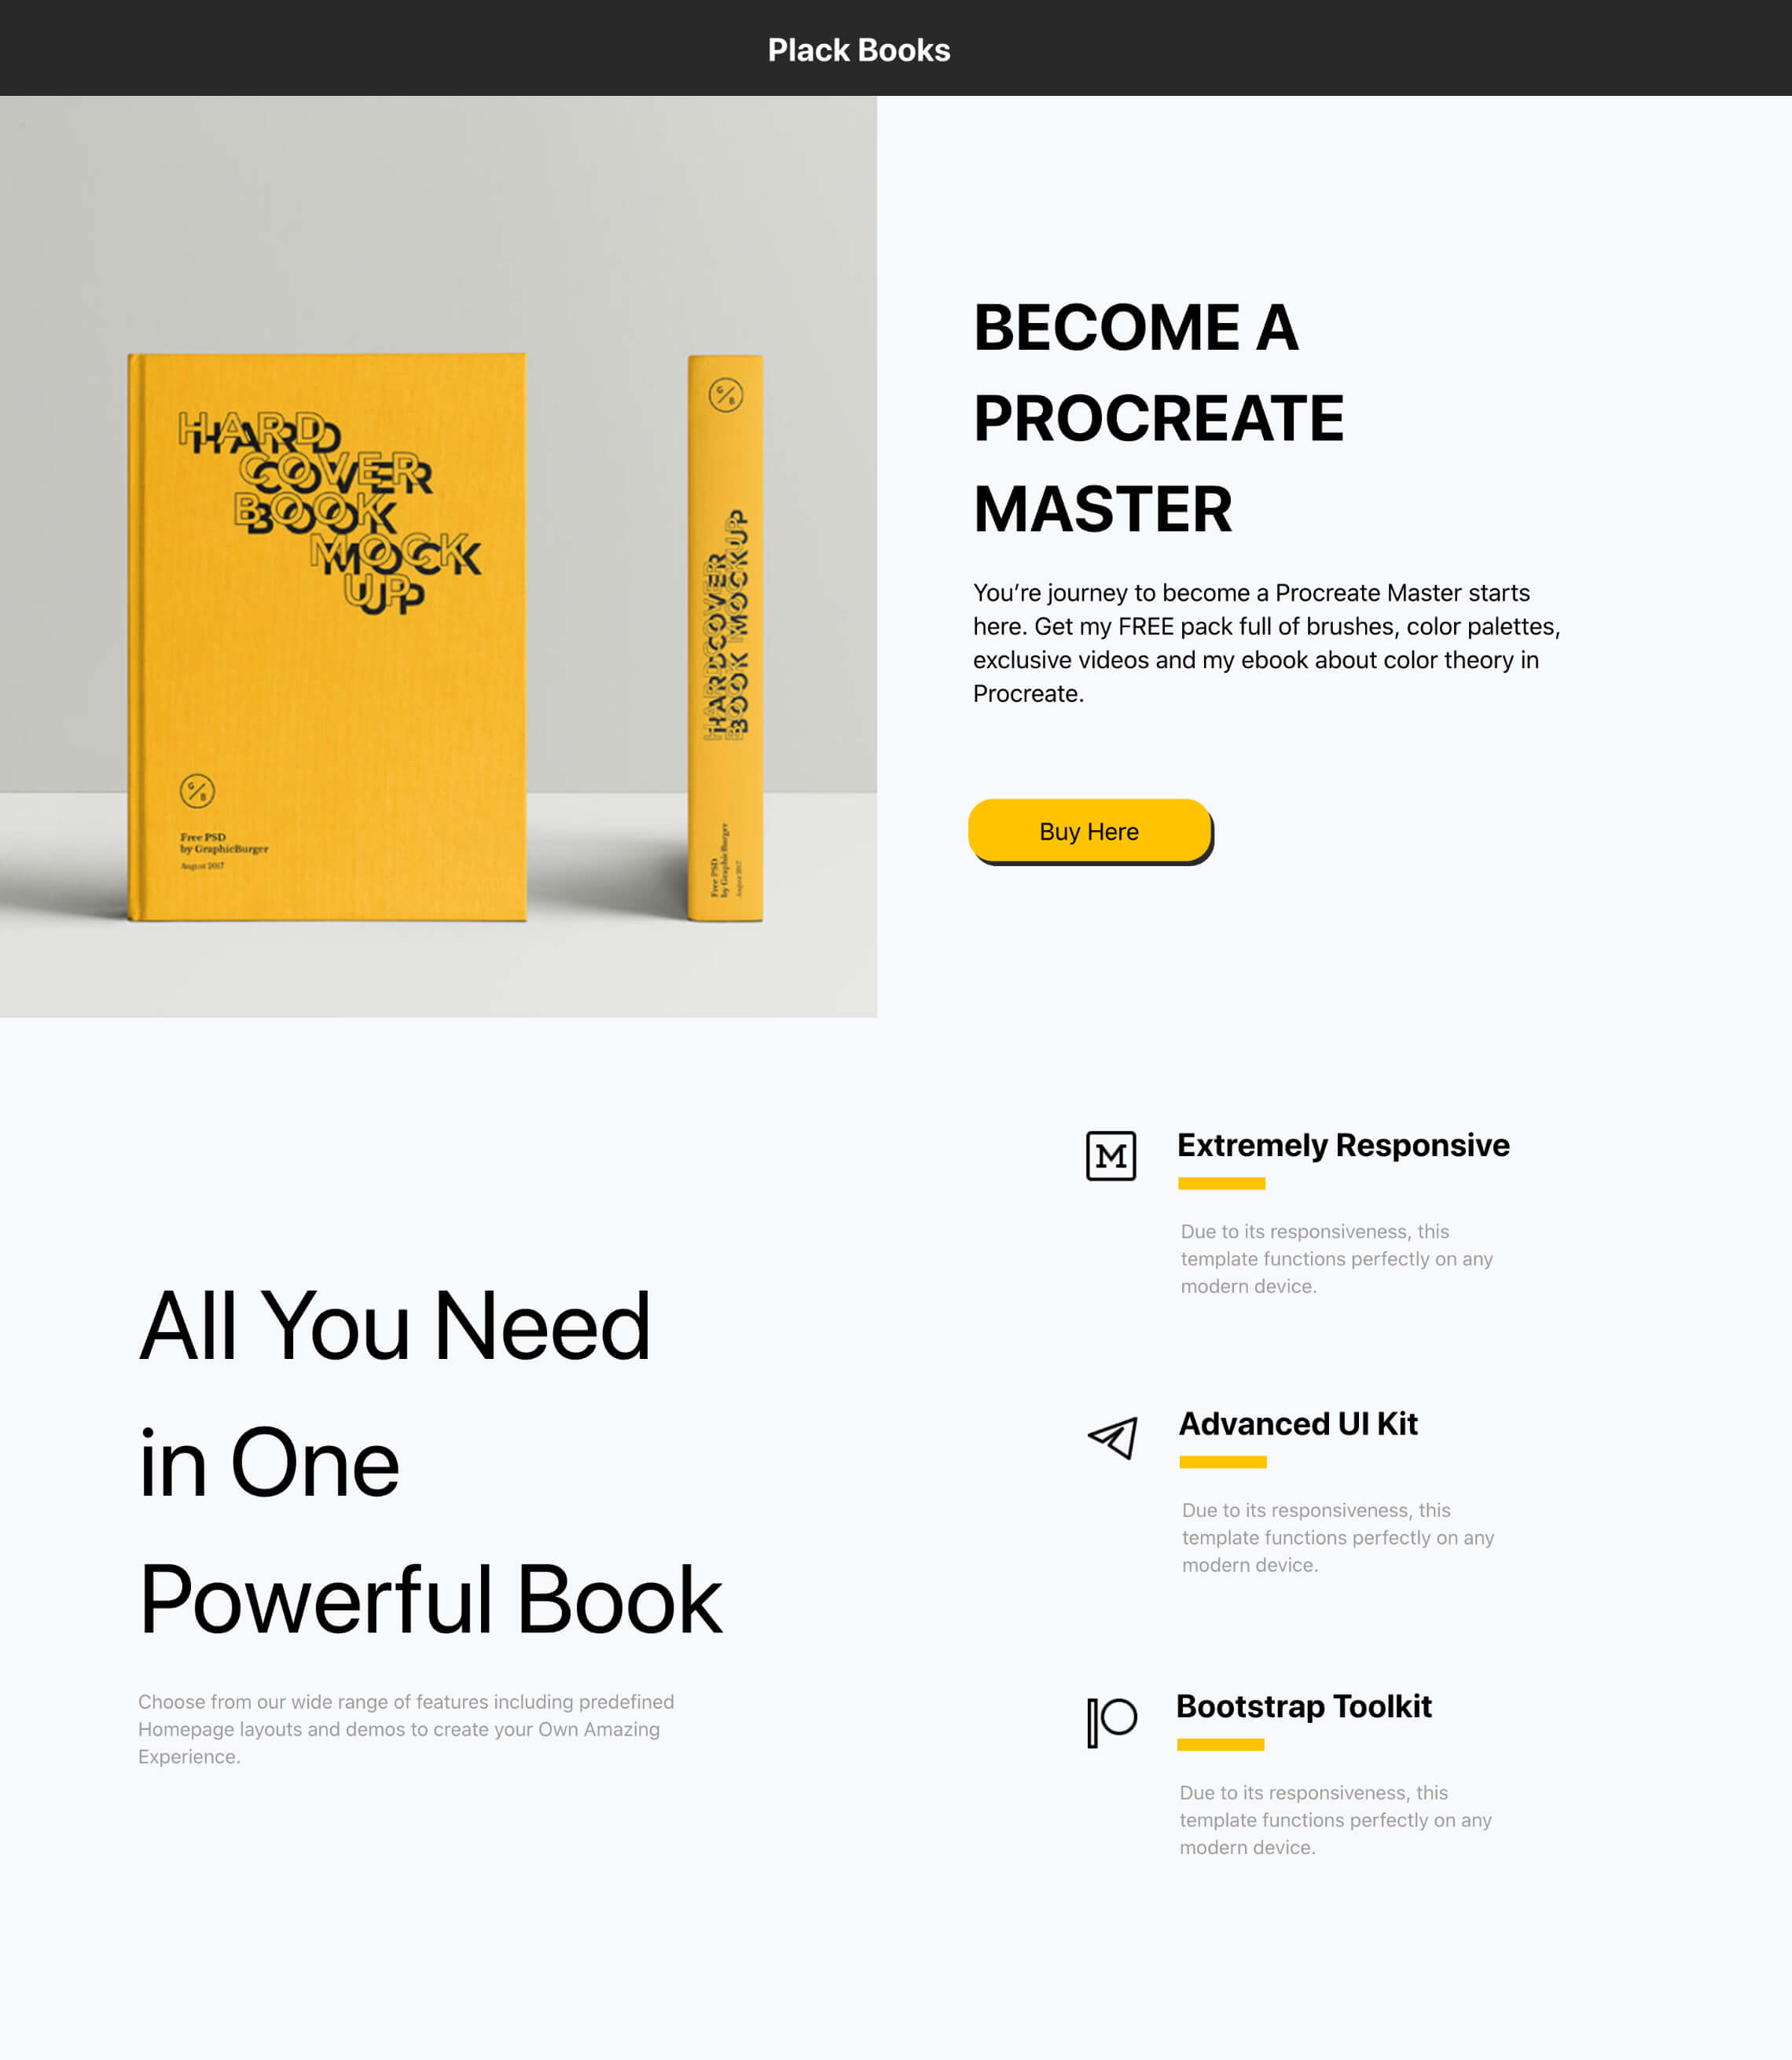 Plack Books
HARD
COVER
BOOK
MOCK
UP
G/B
Free PSD
by GraphicBurger
August 2017
G/B
HARDCOVER
BOOK MOCKUP
Free PSD
by GraphicBurger
August 2017
BECOME A
PROCREATE
MASTER
You’re journey to become a Procreate Master starts
here. Get my FREE pack full of brushes, color palettes,
exclusive videos and my ebook about color theory in
Procreate.
Buy Here
All You Need
in One
Powerful Book
Choose from our wide range of features including predefined
Homepage layouts and demos to create your Own Amazing
Experience.
M
Extremely Responsive
Due to its responsiveness, this
template functions perfectly on any
modern device.
Advanced UI Kit
Due to its responsiveness, this
template functions perfectly on any
modern device.
Bootstrap Toolkit
Due to its responsiveness, this
template functions perfectly on any
modern device.